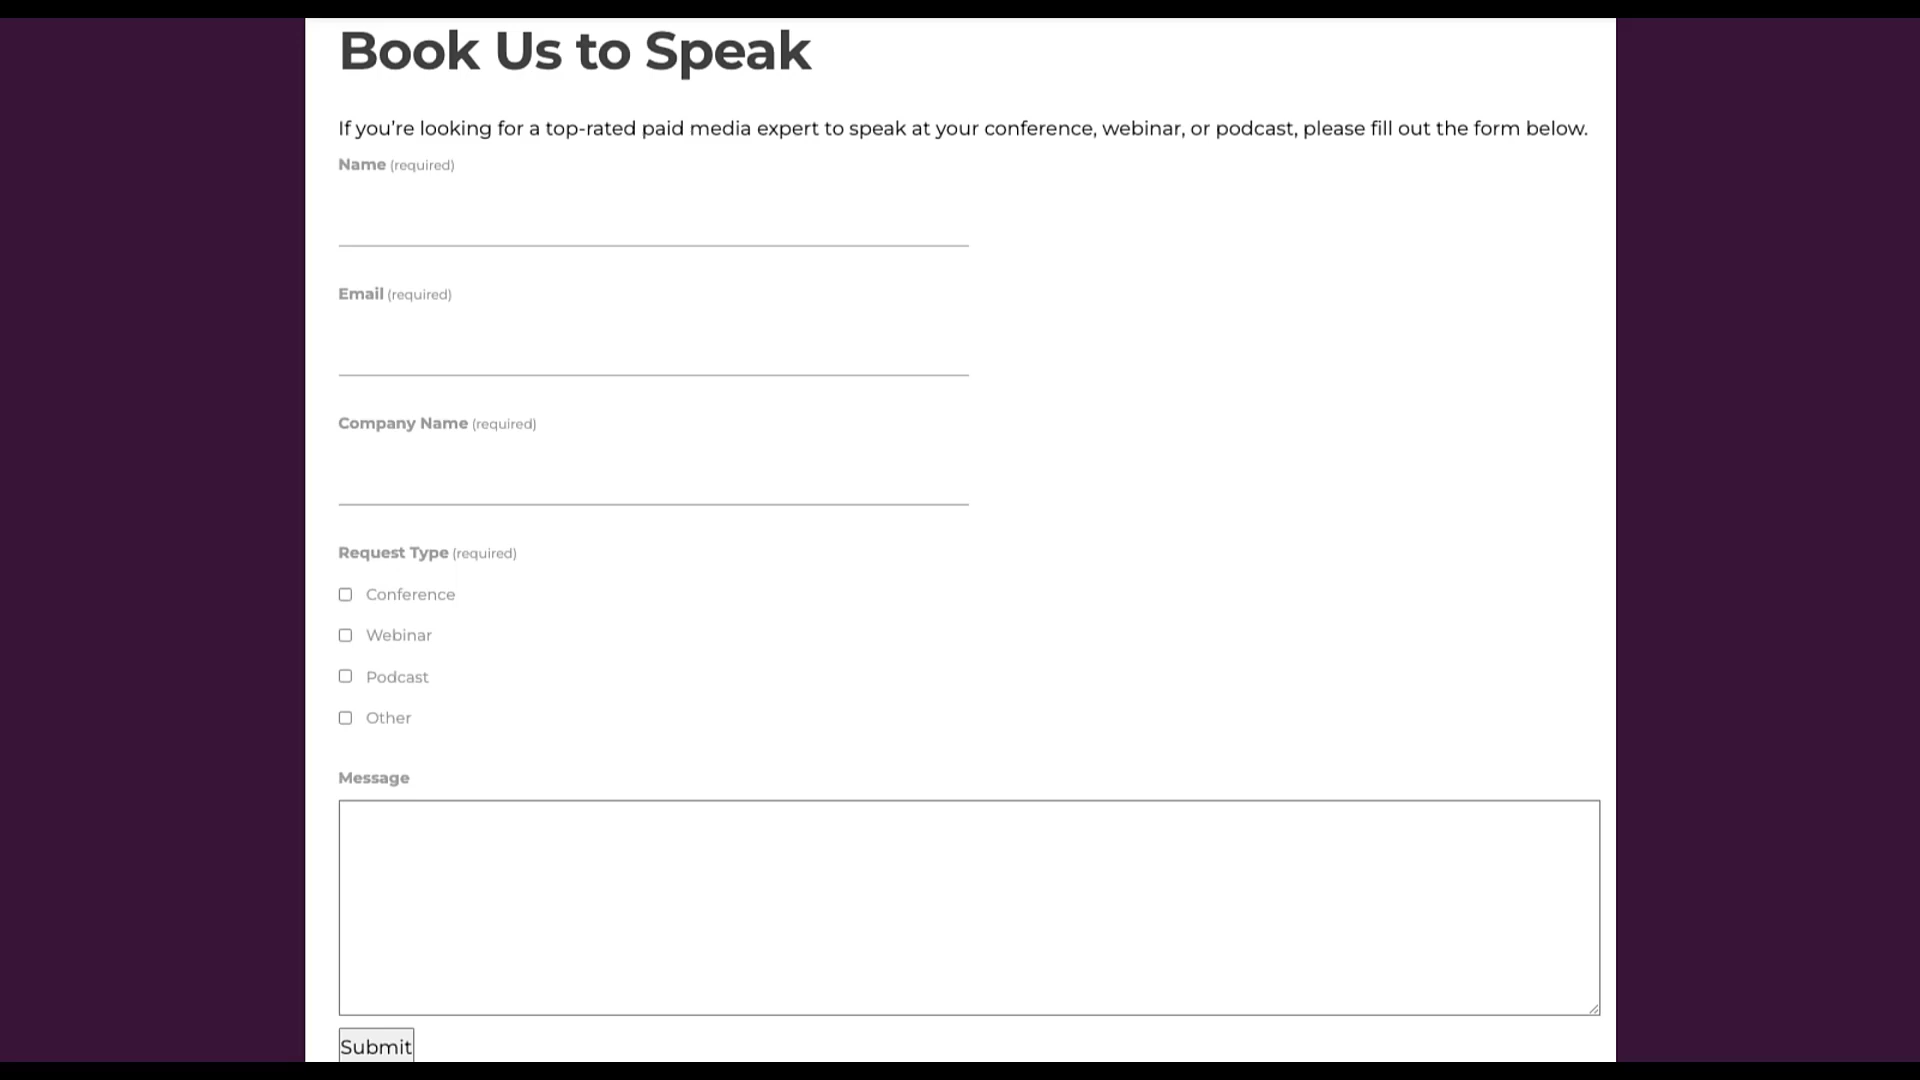 Book Us to Speak
If you're looking for a top-rated paid media expert to speak at your conference, webinar, or podcast, please fill out the form below.
Name (required)
Email (required)
Company Name (required)
Request Type (required)
Conference
Webinar
Podcast
Other
Message
Submit